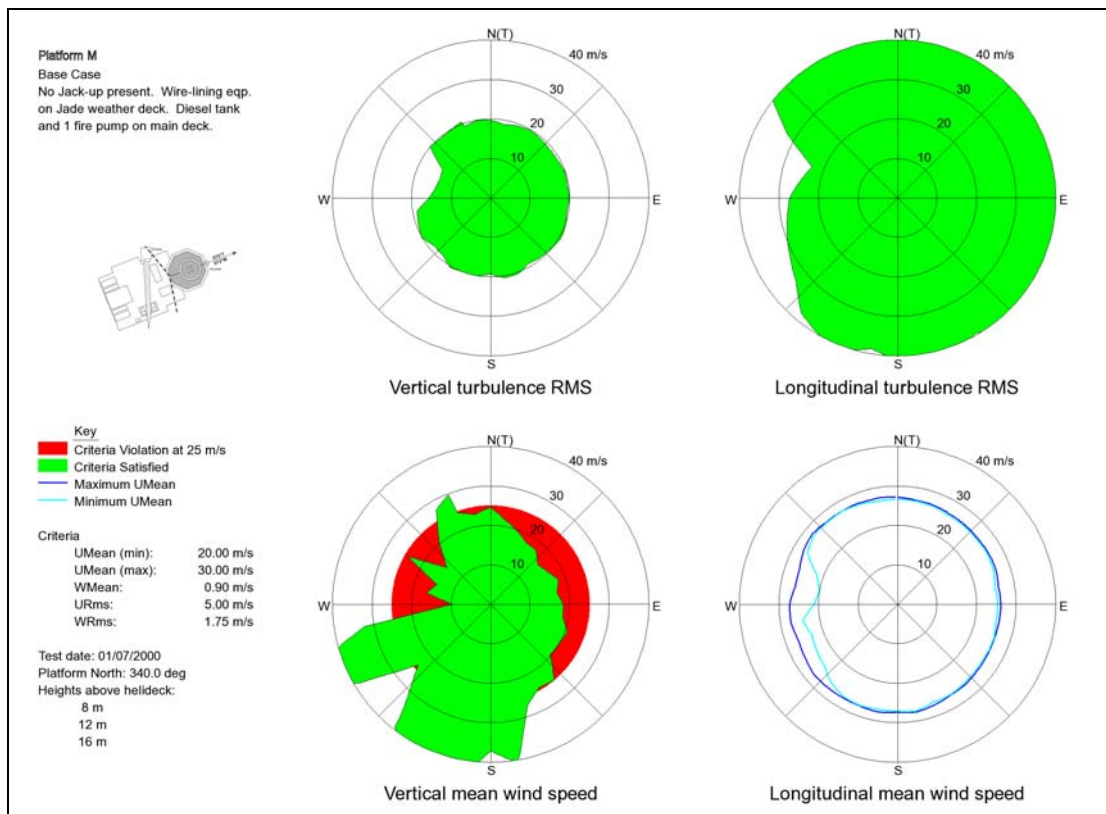 Platform M
Base Case
No Jack-up present. Wire-lining eqp.
on Jade weather deck. Diesel tank
and 1 fire pump on main deck.
N(T)
40 m/s
30
20
10
W
E
S
Vertical turbulence RMS
N(T)
40 m/s
30
20
10
W
E
S
Longitudinal turbulence RMS
Key
Criteria Violation at 25 m/s
Criteria Satisfied
Maximum UMean
Minimum UMean
Criteria
UMean (min): 20.00 m/s
UMean (max): 30.00 m/s
WMean: 0.90 m/s
URms: 5.00 m/s
WRms: 1.75 m/s
Test date: 01/07/2000
Platform North: 340.0 deg
Heights above helideck:
8 m
12 m
16 m
N(T)
40 m/s
30
20
10
W
E
S
Vertical mean wind speed
N(T)
40 m/s
30
20
10
W
E
S
Longitudinal mean wind speed